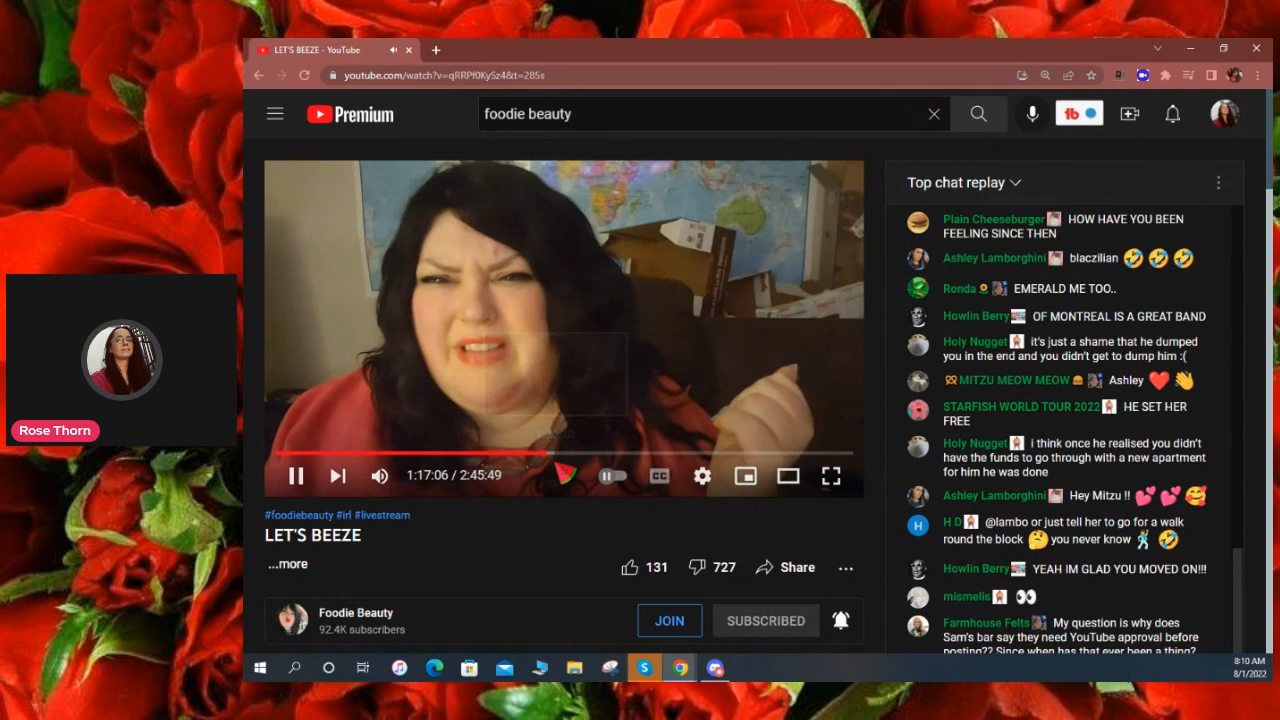 LET'S BEEZE - YouTube
youtube.com/watch?v=qRRPf0KySz4&t=285s
Premium
foodie beauty
Top chat replay
Plain Cheeseburger HOW HAVE YOU BEEN
FEELING SINCE THEN
Ashley Lamborghini blaczilian 🤣 🤣 🤣
Ronda EMERALD ME TOO..
Howlin Berry OF MONTREAL IS A GREAT BAND
Holy Nugget it's just a shame that he dumped
you in the end and you didn't get to dump him :(
MITZU MEOW MEOW Ashley ❤️ 👋
STARFISH WORLD TOUR 2022 HE SET HER
FREE
Holy Nugget i think once he realised you didn't
have the funds to go through with a new apartment
for him he was done
Ashley Lamborghini Hey Mitzu !! 💕 💕 🥰
H D @lambo or just tell her to go for a walk
round the block 🤔 you never know 🕺 🤣
Howlin Berry YEAH IM GLAD YOU MOVED ON!!!
mismelis 👀
Farmhouse Felts My question is why does
Sam's bar say they need YouTube approval before
posting?? Since when has that ever been a thing?
Rose Thorn
1:17:06 / 2:45:49
CC
#foodiebeauty #irl #livestream
LET'S BEEZE
...more
131
727
Share
Foodie Beauty
92.4K subscribers
JOIN
SUBSCRIBED
8:10 AM
8/1/2022